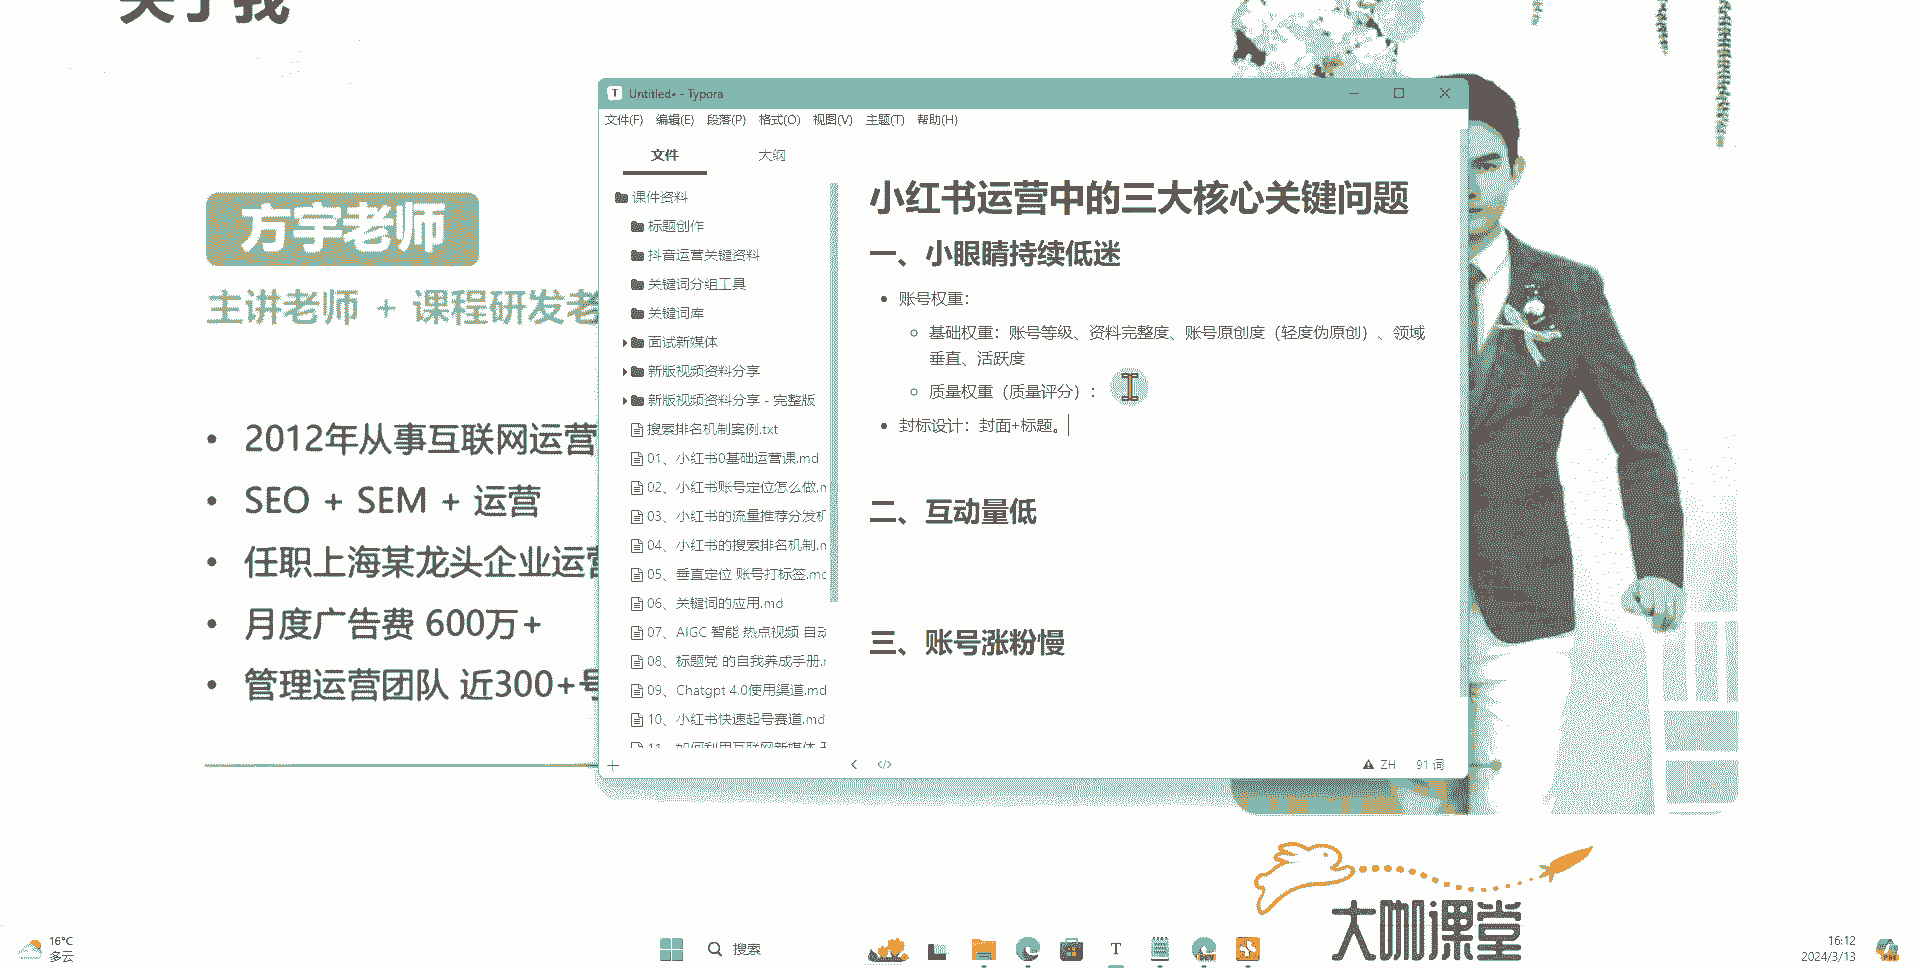 关于我
方宇老师
主讲老师 + 课程研发老
2012年从事互联网运营
SEO + SEM + 运营
任职上海某龙头企业运营
月度广告费 600万+
管理运营团队 近300+号
Untitled• - Typora
文件(F) 编辑(E) 段落(P) 格式(O) 视图(V) 主题(T) 帮助(H)
文件 大纲
课件资料
标题创作
抖音运营关键资料
关键词分组工具
关键词库
面试新媒体
新版视频资料分享
新版视频资料分享 - 完整版
搜索排名机制案例.txt
01、小红书0基础运营课.md
02、小红书账号定位怎么做.m
03、小红书的流量推荐分发机
04、小红书的搜索排名机制.m
05、垂直定位 账号打标签.md
06、关键词的应用.md
07、AIGC 智能 热点视频 自动
08、标题党 的自我养成手册.m
09、Chatgpt 4.0使用渠道.md
10、小红书快速起号赛道.md
11、如何利用互联网新媒体
小红书运营中的三大核心关键问题
一、小眼睛持续低迷
账号权重：
基础权重：账号等级、资料完整度、账号原创度（轻度伪原创）、领域
垂直、活跃度
质量权重（质量评分）：
封标设计：封面+标题。
二、互动量低
三、账号涨粉慢
ZH 91 词
大咖课堂
16°C
多云
搜索
16:12
2024/3/13